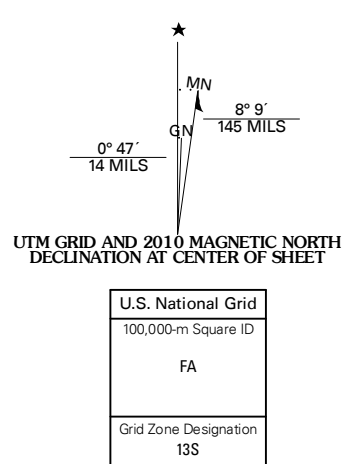 MN
8° 9´
145 MILS
GN
0° 47´
14 MILS
UTM GRID AND 2010 MAGNETIC NORTH
DECLINATION AT CENTER OF SHEET
U.S. National Grid
100,000-m Square ID
FA
Grid Zone Designation
13S